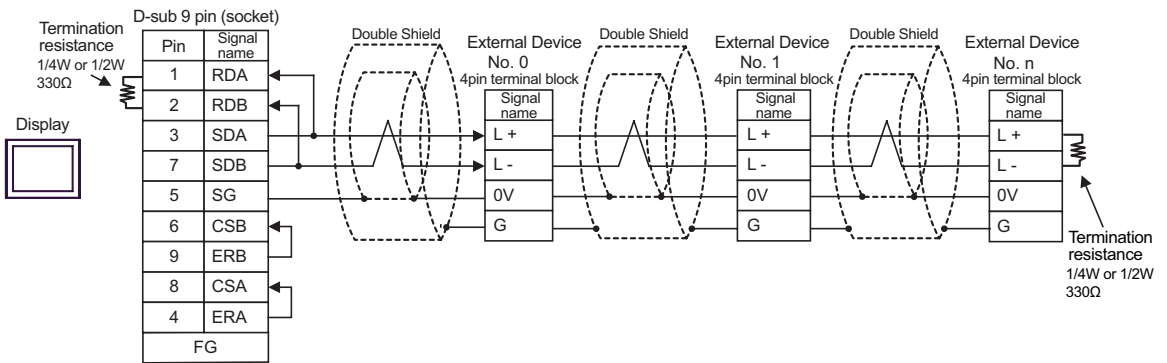 D-sub 9 pin (socket)
Termination
resistance
1/4W or 1/2W
330Ω
Display
Pin Signal name
1 RDA
2 RDB
3 SDA
7 SDB
5 SG
6 CSB
9 ERB
8 CSA
4 ERA
FG
Double Shield
External Device
No. 0
4pin terminal block
Signal
name
L +
L -
0V
G
Double Shield
External Device
No. 1
4pin terminal block
Signal
name
L +
L -
0V
G
Double Shield
External Device
No. n
4pin terminal block
Signal
name
L +
L -
0V
G
Termination
resistance
1/4W or 1/2W
330Ω